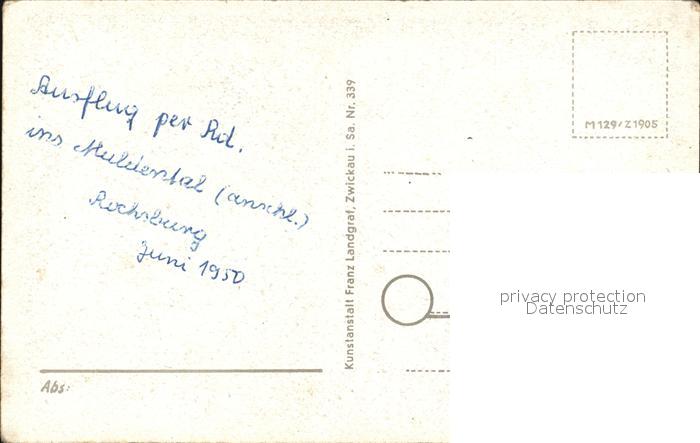 Ausflug per Rd.
ins Muldental (anschl.)
Rochsburg
Juni 1950
Abs:
Kunstanstalt Franz Landgraf, Zwickau i. Sa. Nr. 339
M 129/Z1905
privacy protection
Datenschutz